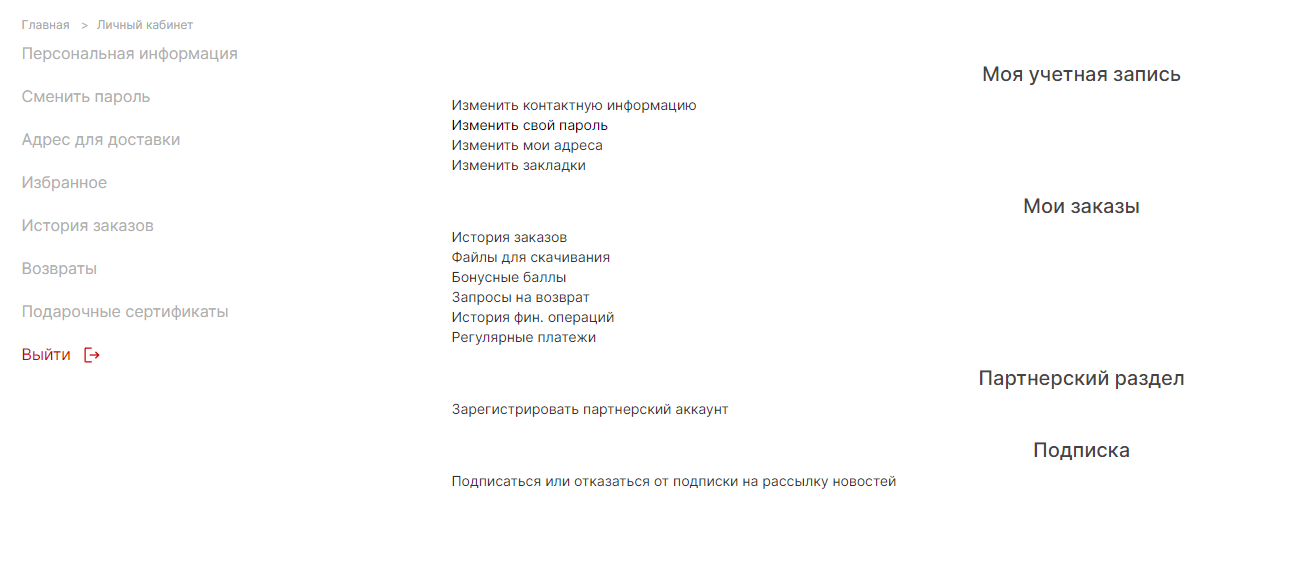 Главная > Личный кабинет
Персональная информация
Сменить пароль
Адрес для доставки
Избранное
История заказов
Возвраты
Подарочные сертификаты
Выйти
Моя учетная запись
Изменить контактную информацию
Изменить свой пароль
Изменить мои адреса
Изменить закладки
Мои заказы
История заказов
Файлы для скачивания
Бонусные баллы
Запросы на возврат
История фин. операций
Регулярные платежи
Партнерский раздел
Зарегистрировать партнерский аккаунт
Подписка
Подписаться или отказаться от подписки на рассылку новостей